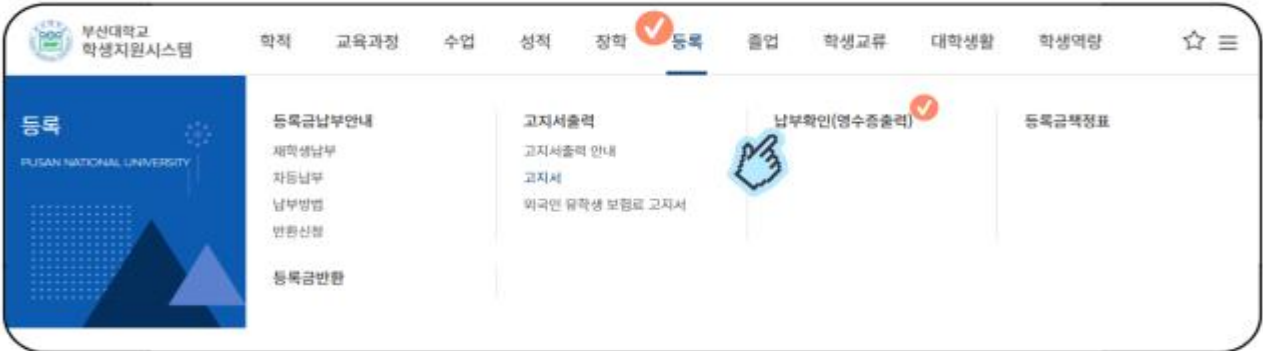 부산대학교
학생지원시스템
학적 교육과정 수업 성적 장학 등록 졸업 학생교류 대학생활 학생역량
등록
PUSAN NATIONAL UNIVERSITY
등록금납부안내
재학생납부
차등납부
납부방법
반환신청
등록금반환
고지서출력
고지서출력 안내
고지서
외국인 유학생 보험료 고지서
납부확인(영수증출력)
등록금책정표